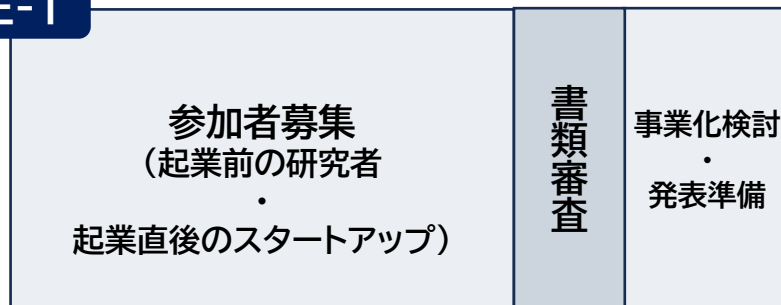 参加者募集
(起業前の研究者
・
起業直後のスタートアップ)
書類審査
事業化検討
・
発表準備